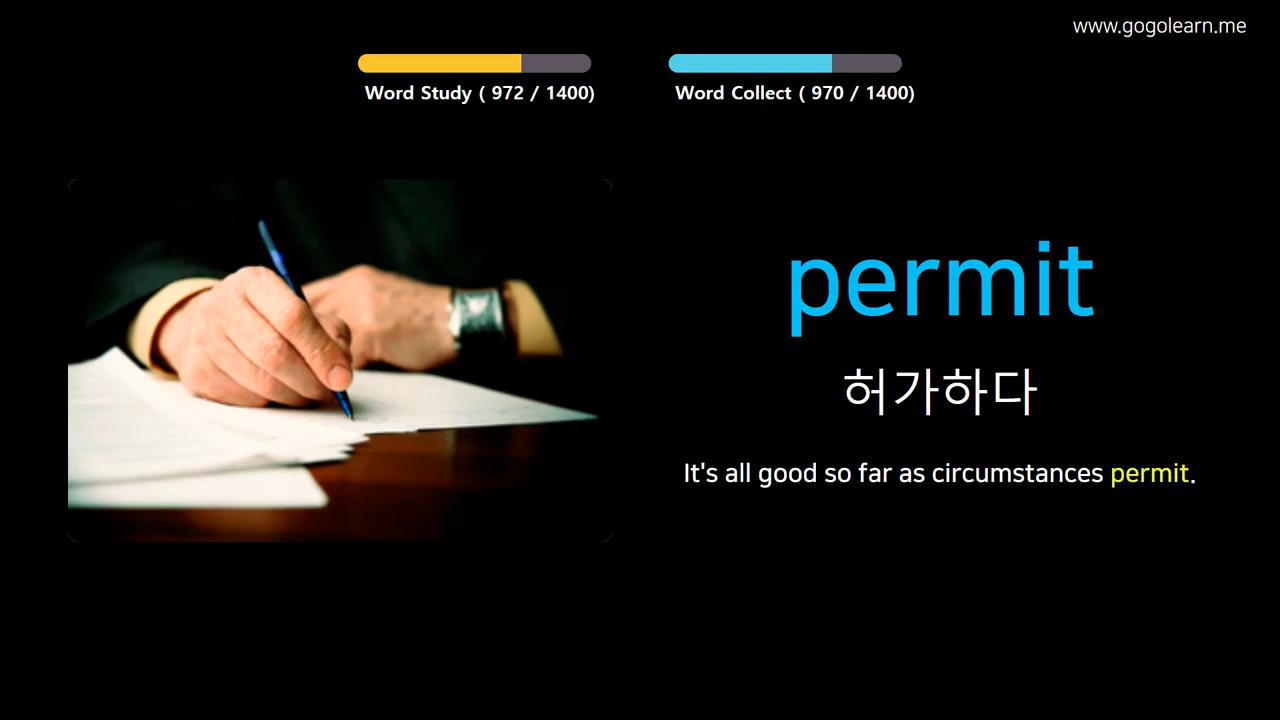 www.gogolearn.me
Word Study ( 972 / 1400)
Word Collect ( 970 / 1400)
permit
허가하다
It's all good so far as circumstances permit.